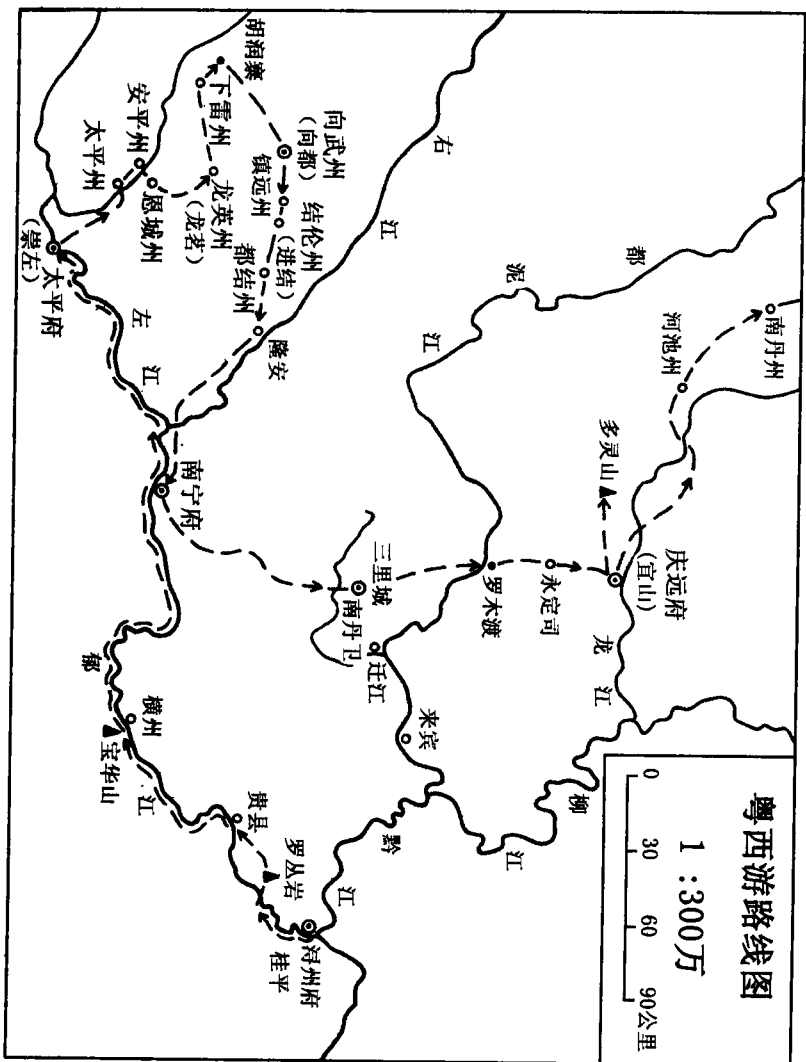 粤西游路线图
1:300万
0 30 60 90公里
南丹州
河池州
多灵山
庆远府
(宜山)
龙江
永定司
罗木渡
都泥江
右江
三里城
南丹卫
迁江
来宾
柳江
黔江
胡润寨
下雷州
向武州
(向都)
镇远州
结伦州
(进结)
都结州
隆安
龙英州
(龙茗)
安平州
太平州
恩城州
太平府
(崇左)
左江
南宁府
郁江
横州
宝华山
贵县
罗丛岩
浔州府
桂平